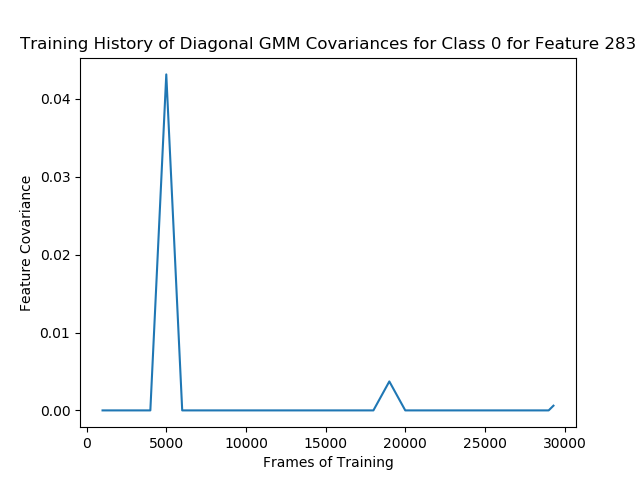 Training History of Diagonal GMM Covariances for Class 0 for Feature 283
0.04
0.03
0.02
0.01
0.00
Feature Covariance
0 5000 10000 15000 20000 25000 30000
Frames of Training